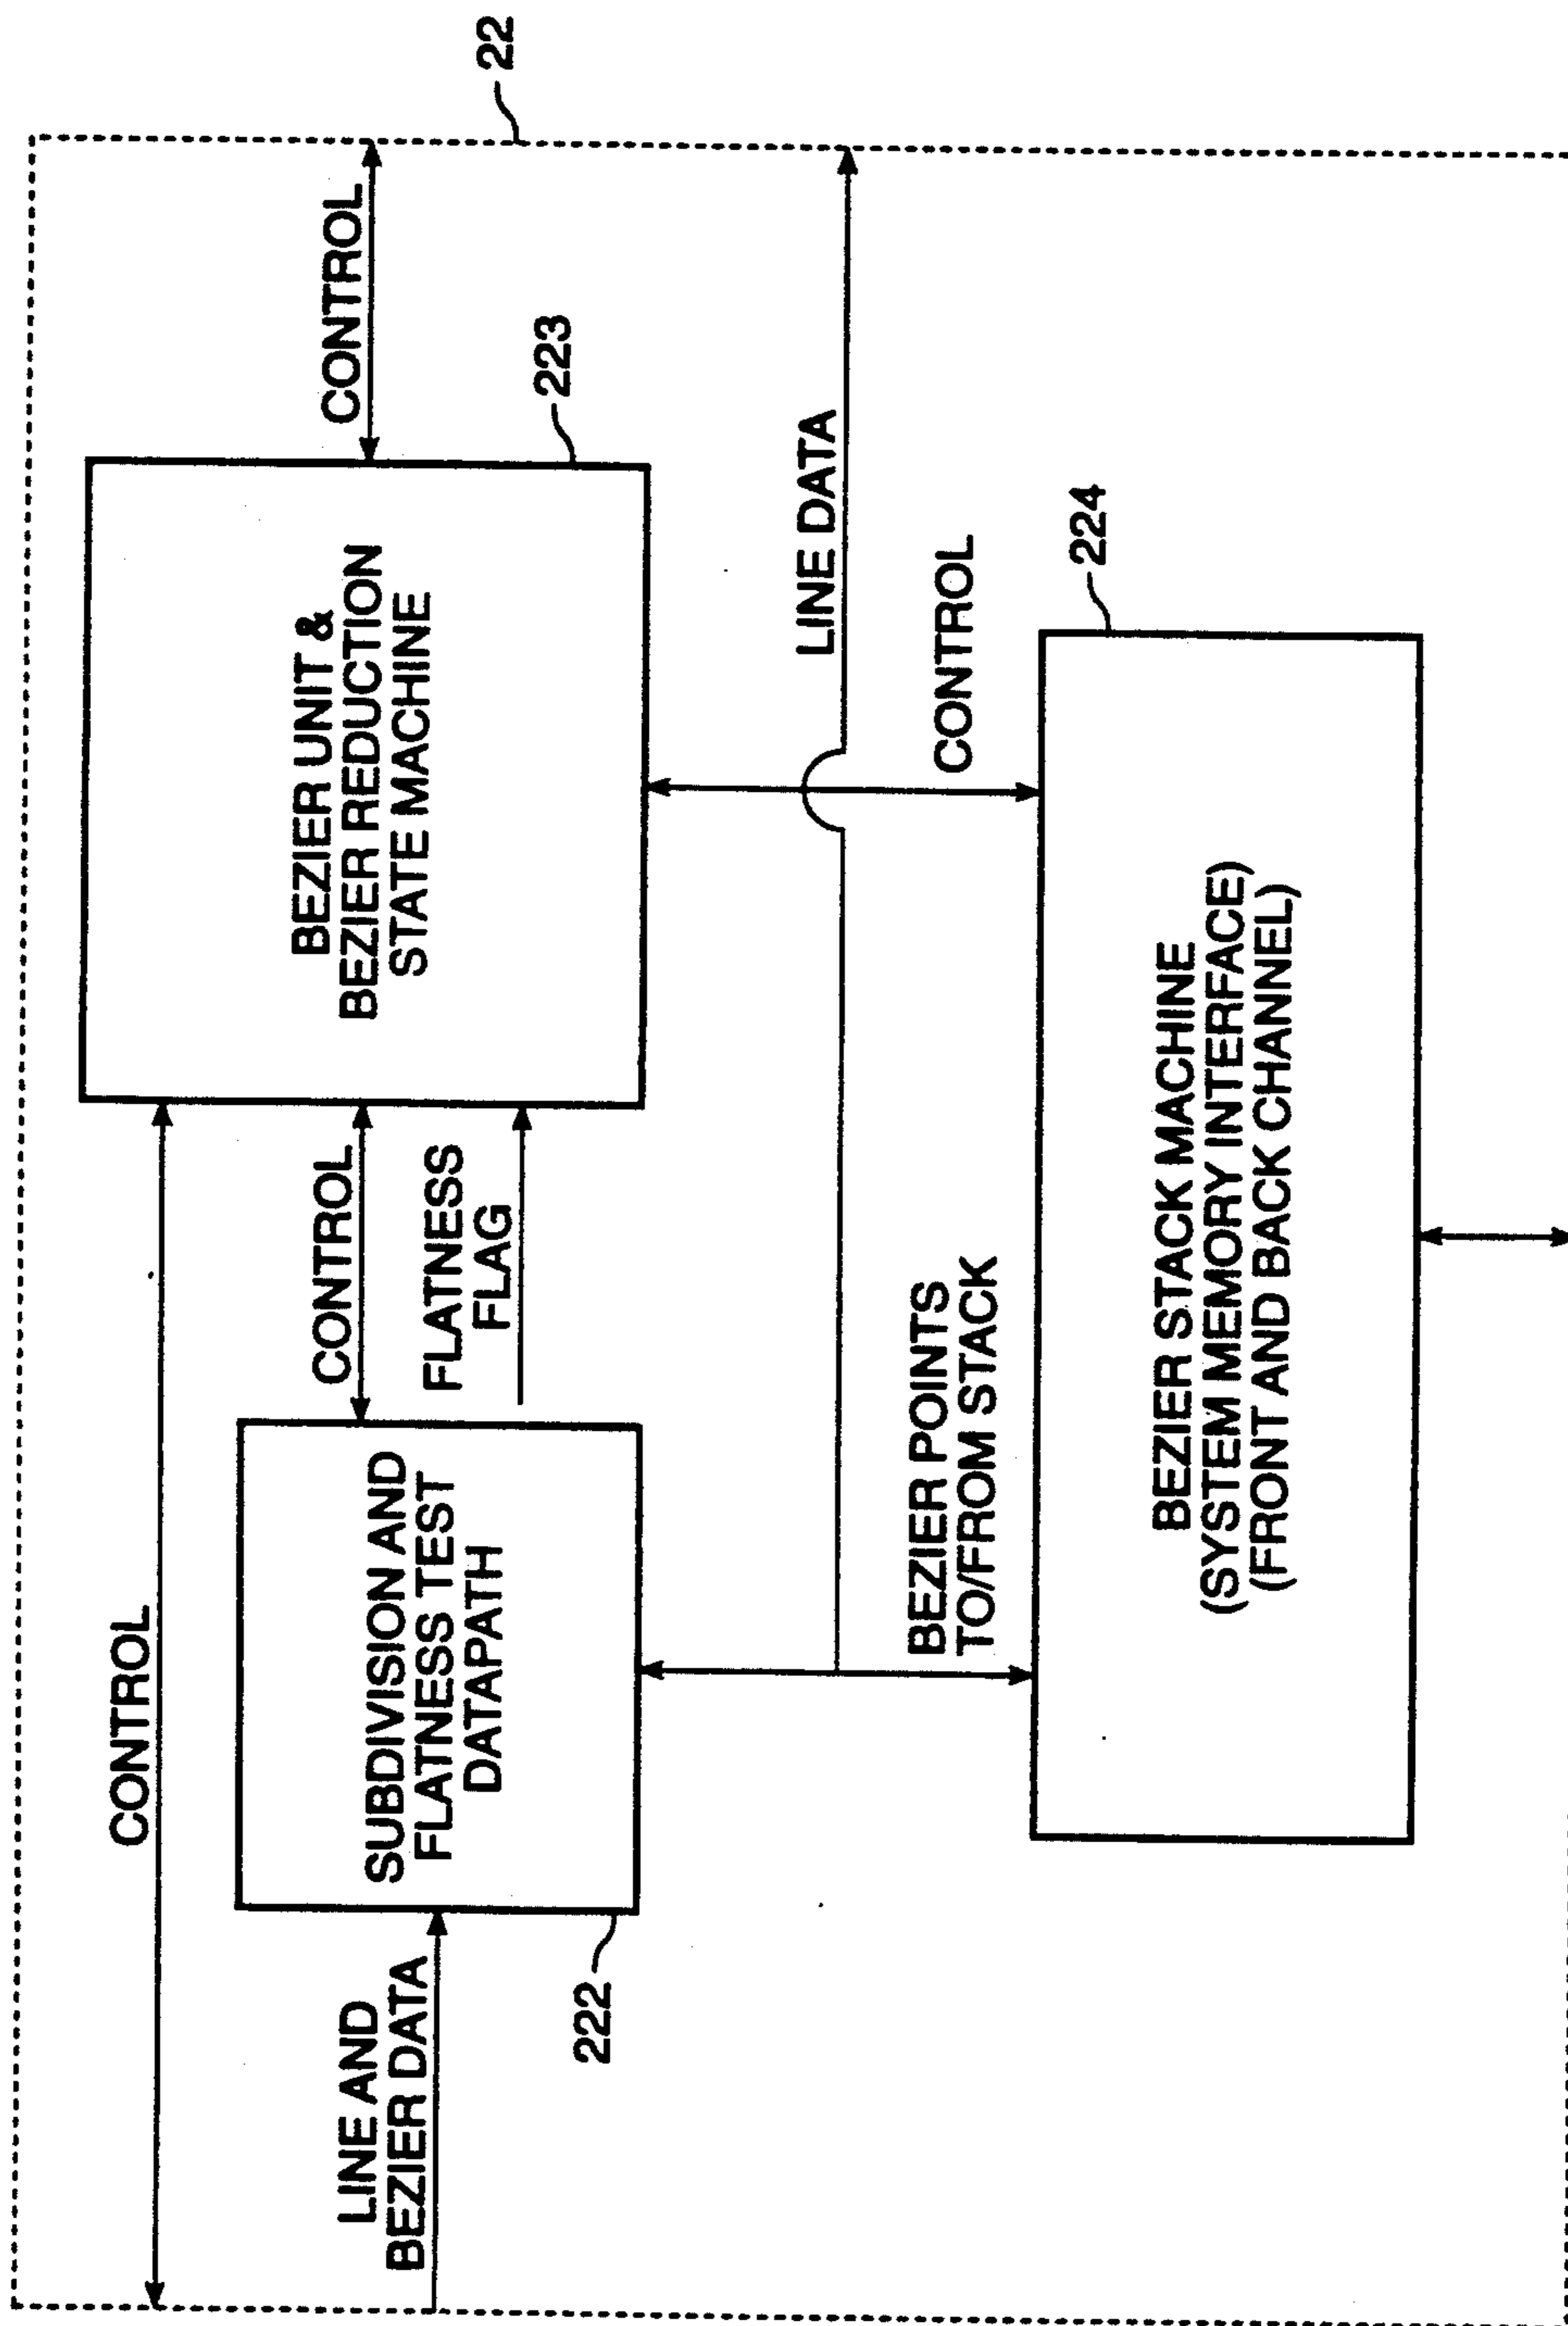 22
CONTROL
CONTROL
BEZIER UNIT &
BEZIER REDUCTION
STATE MACHINE
223
CONTROL
FLATNESS
FLAG
SUBDIVISION AND
FLATNESS TEST
DATAPATH
222
LINE AND
BEZIER DATA
LINE DATA
CONTROL
BEZIER POINTS
TO/FROM STACK
224
BEZIER STACK MACHINE
(SYSTEM MEMORY INTERFACE)
(FRONT AND BACK CHANNEL)